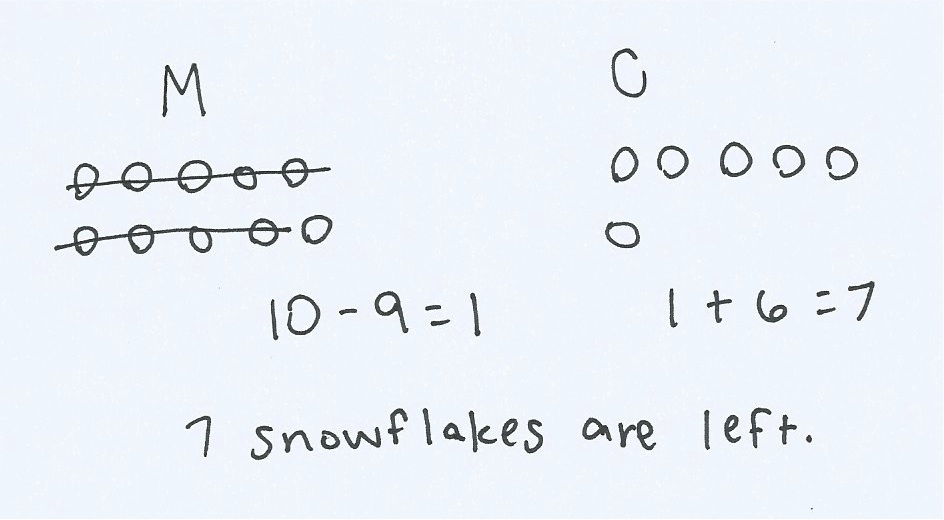 M C
10 - 9 = 1 1 + 6 = 7
7 snowflakes are left.